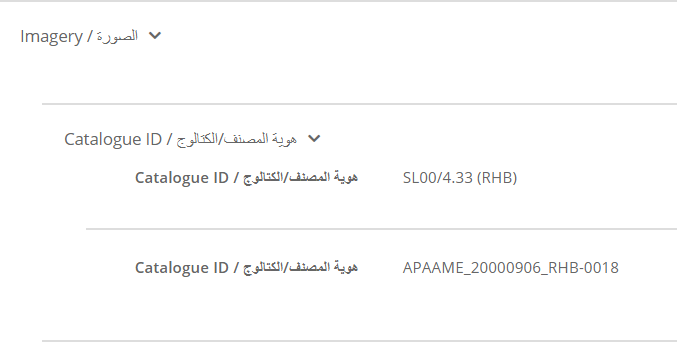 Imagery / الصورة
Catalogue ID / هوية المصنف/الكتالوج
Catalogue ID / هوية المصنف/الكتالوج SL00/4.33 (RHB)
Catalogue ID / هوية المصنف/الكتالوج APAAME_20000906_RHB-0018